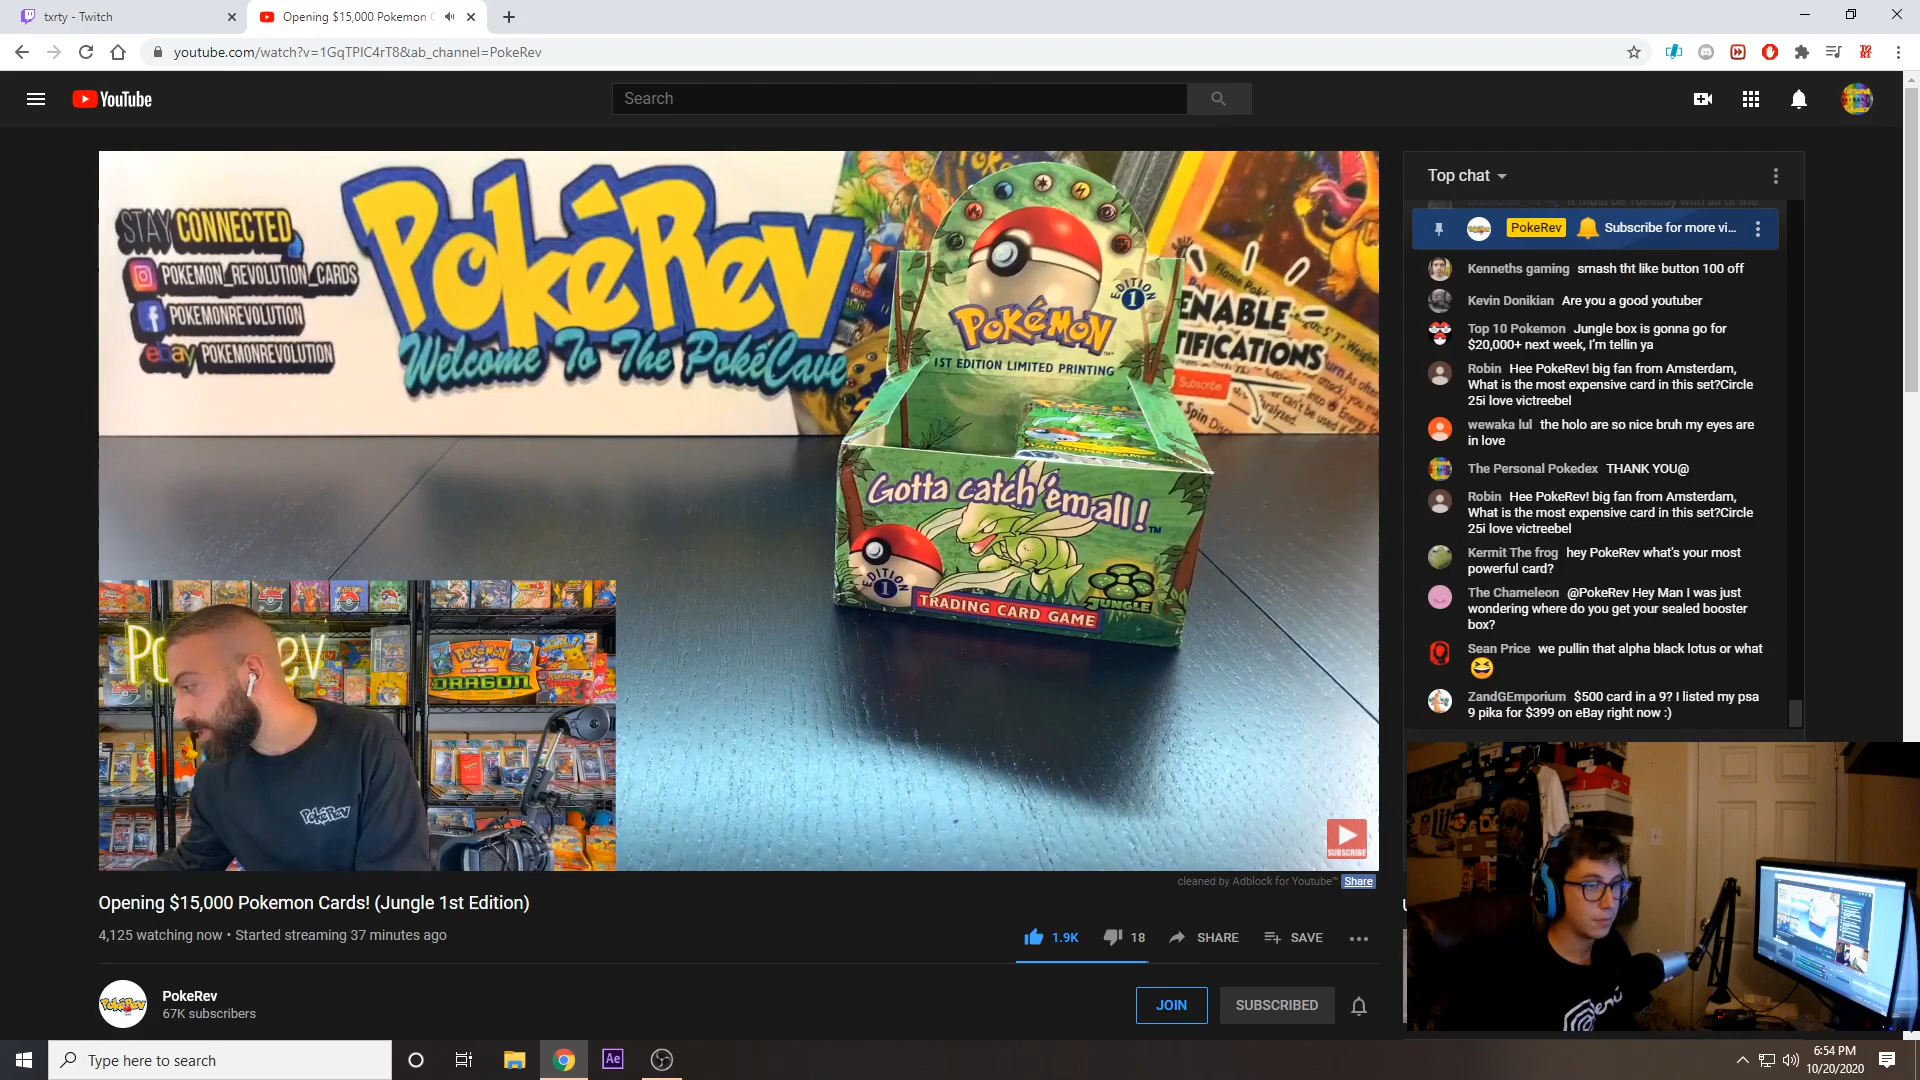 txrty - Twitch
Opening $15,000 Pokemon C
youtube.com/watch?v=1GqTPIC4rT8&ab_channel=PokeRev
YouTube
Search
STAY CONNECTED
POKEMON_REVOLUTION_CARDS
POKEMONREVOLUTION
ebay POKEMONREVOLUTION
PokéRev
Welcome To The PokéCave
EDITION
1
POKéMON
1ST EDITION LIMITED PRINTING
ENABLE
TIFICATIONS
Subscribe
Gotta catch 'em all!™
EDITION
1
JUNGLE
TRADING CARD GAME
POKEMON
DRAGON
PokéRev
SUBSCRIBE
cleaned by Adblock for Youtube™ Share
Opening $15,000 Pokemon Cards! (Jungle 1st Edition)
4,125 watching now • Started streaming 37 minutes ago
1.9K
18
SHARE
SAVE
PokeRev
67K subscribers
JOIN
SUBSCRIBED
Top chat
PokeRev Subscribe for more vi...
Kenneths gaming smash tht like button 100 off
Kevin Donikian Are you a good youtuber
Top 10 Pokemon Jungle box is gonna go for
$20,000+ next week, I'm tellin ya
Robin Hee PokeRev! big fan from Amsterdam,
What is the most expensive card in this set?Circle
25i love victreebel
wewaka lul the holo are so nice bruh my eyes are
in love
The Personal Pokedex THANK YOU@
Robin Hee PokeRev! big fan from Amsterdam,
What is the most expensive card in this set?Circle
25i love victreebel
Kermit The frog hey PokeRev what's your most
powerful card?
The Chameleon @PokeRev Hey Man I was just
wondering where do you get your sealed booster
box?
Sean Price we pullin that alpha black lotus or what
😆
ZandGEmporium $500 card in a 9? I listed my psa
9 pika for $399 on eBay right now :)
Type here to search
Ae
6:54 PM
10/20/2020